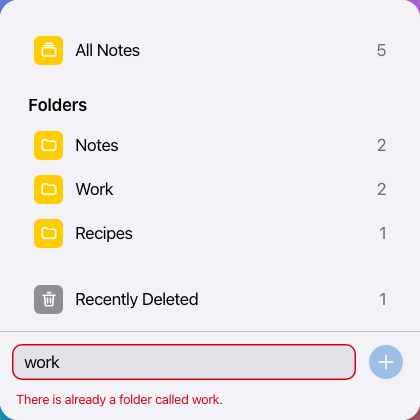 All Notes 5
Folders
Notes 2
Work 2
Recipes 1
Recently Deleted 1
work
There is already a folder called work.